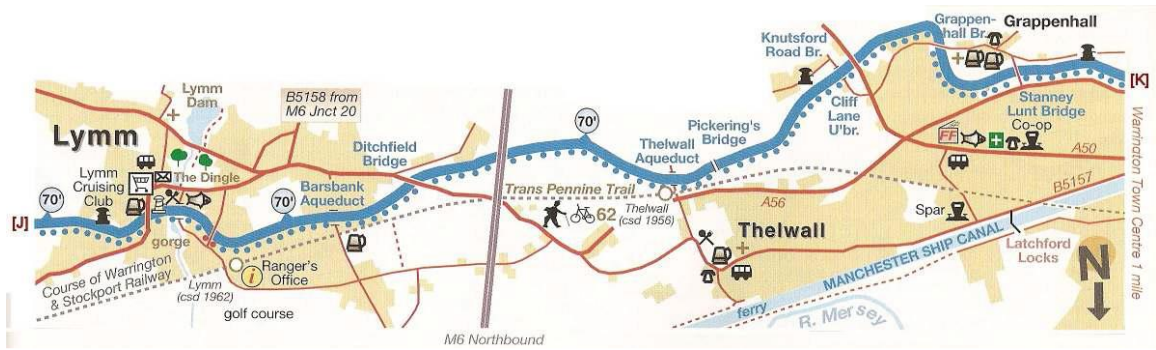 Lymm
Dam
B5158 from
M6 Jnct 20
Lymm
Lymm
Cruising
Club
The Dingle
70'
[J]
gorge
Course of Warrington
& Stockport Railway
Lymm
(csd 1962)
golf course
i
Ranger's
Office
70'
Barsbank
Aqueduct
Ditchfield
Bridge
M6 Northbound
Trans Pennine Trail
62
70'
Thelwall
Aqueduct
Thelwall
(csd 1956)
Pickering's
Bridge
Knutsford
Road Br.
Cliff
Lane
U'br.
Grappen-
hall Br.
Grappenhall
[K]
Stanney
Lunt Bridge
FF
Co-op
A50
A56
B5157
Spar
Thelwall
MANCHESTER SHIP CANAL
Latchford
Locks
ferry
R. Mersey
N
Warrington Town Centre 1 mile